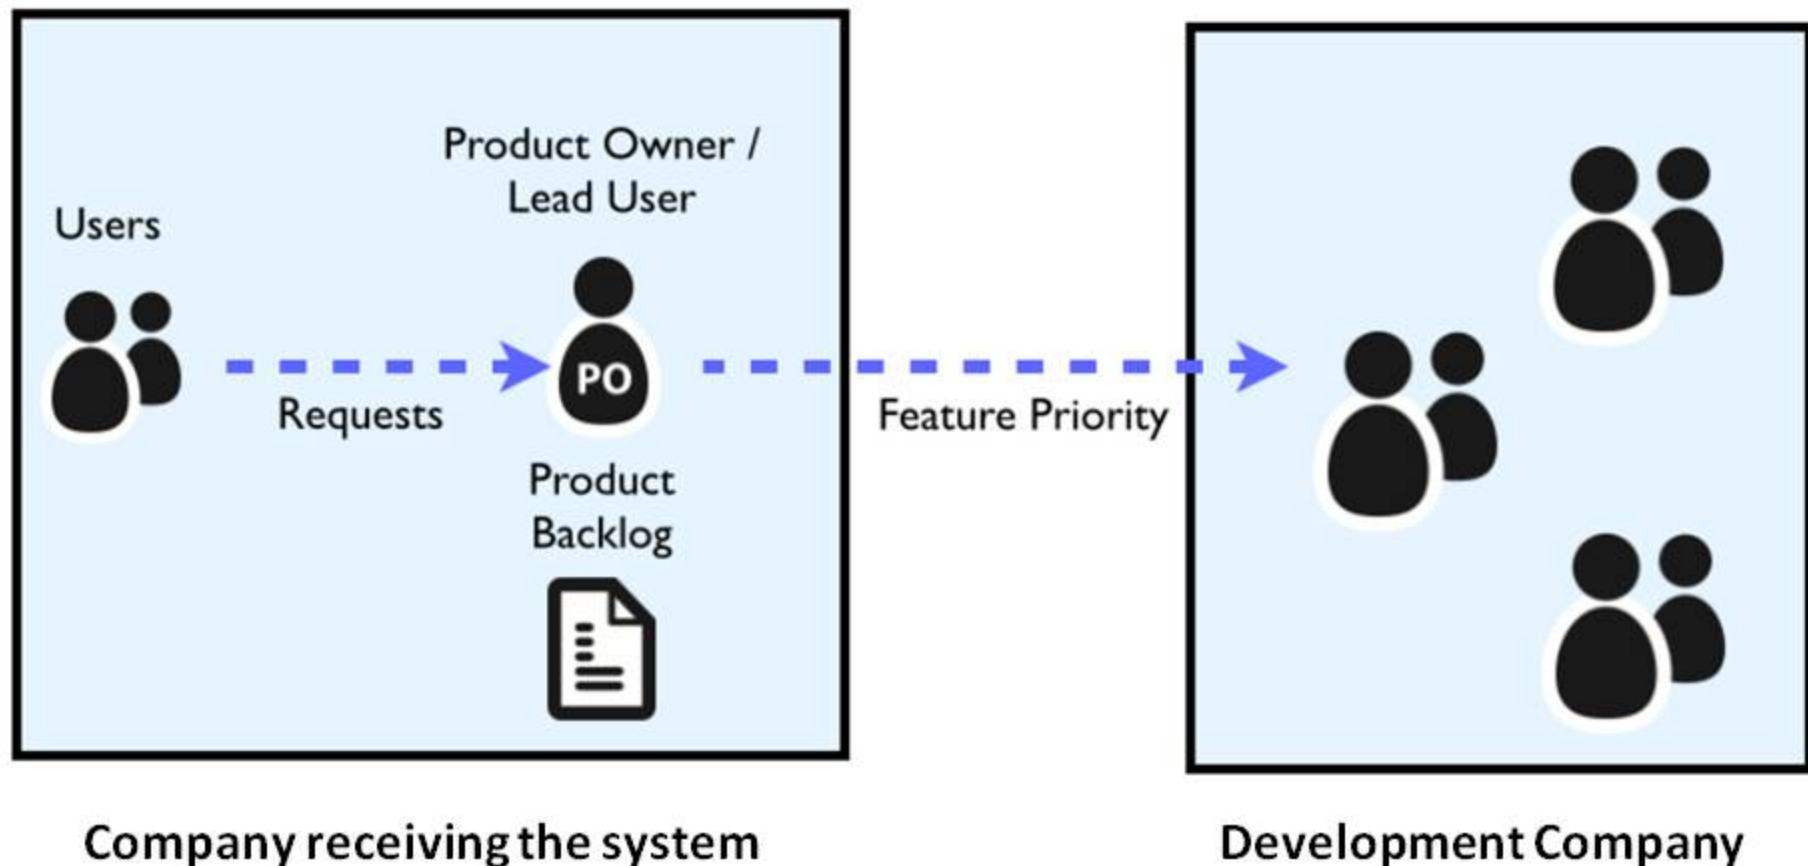 Users
Product Owner /
Lead User
PO
Requests
Product
Backlog
Feature Priority
Company receiving the system
Development Company